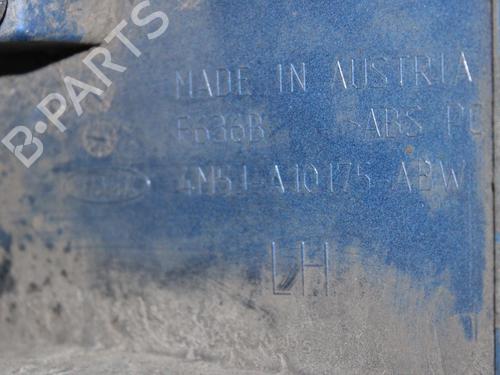 B-PARTS
MADE IN AUSTRIA
F636B >ABS PC
4M51-A10175-ABW
LH